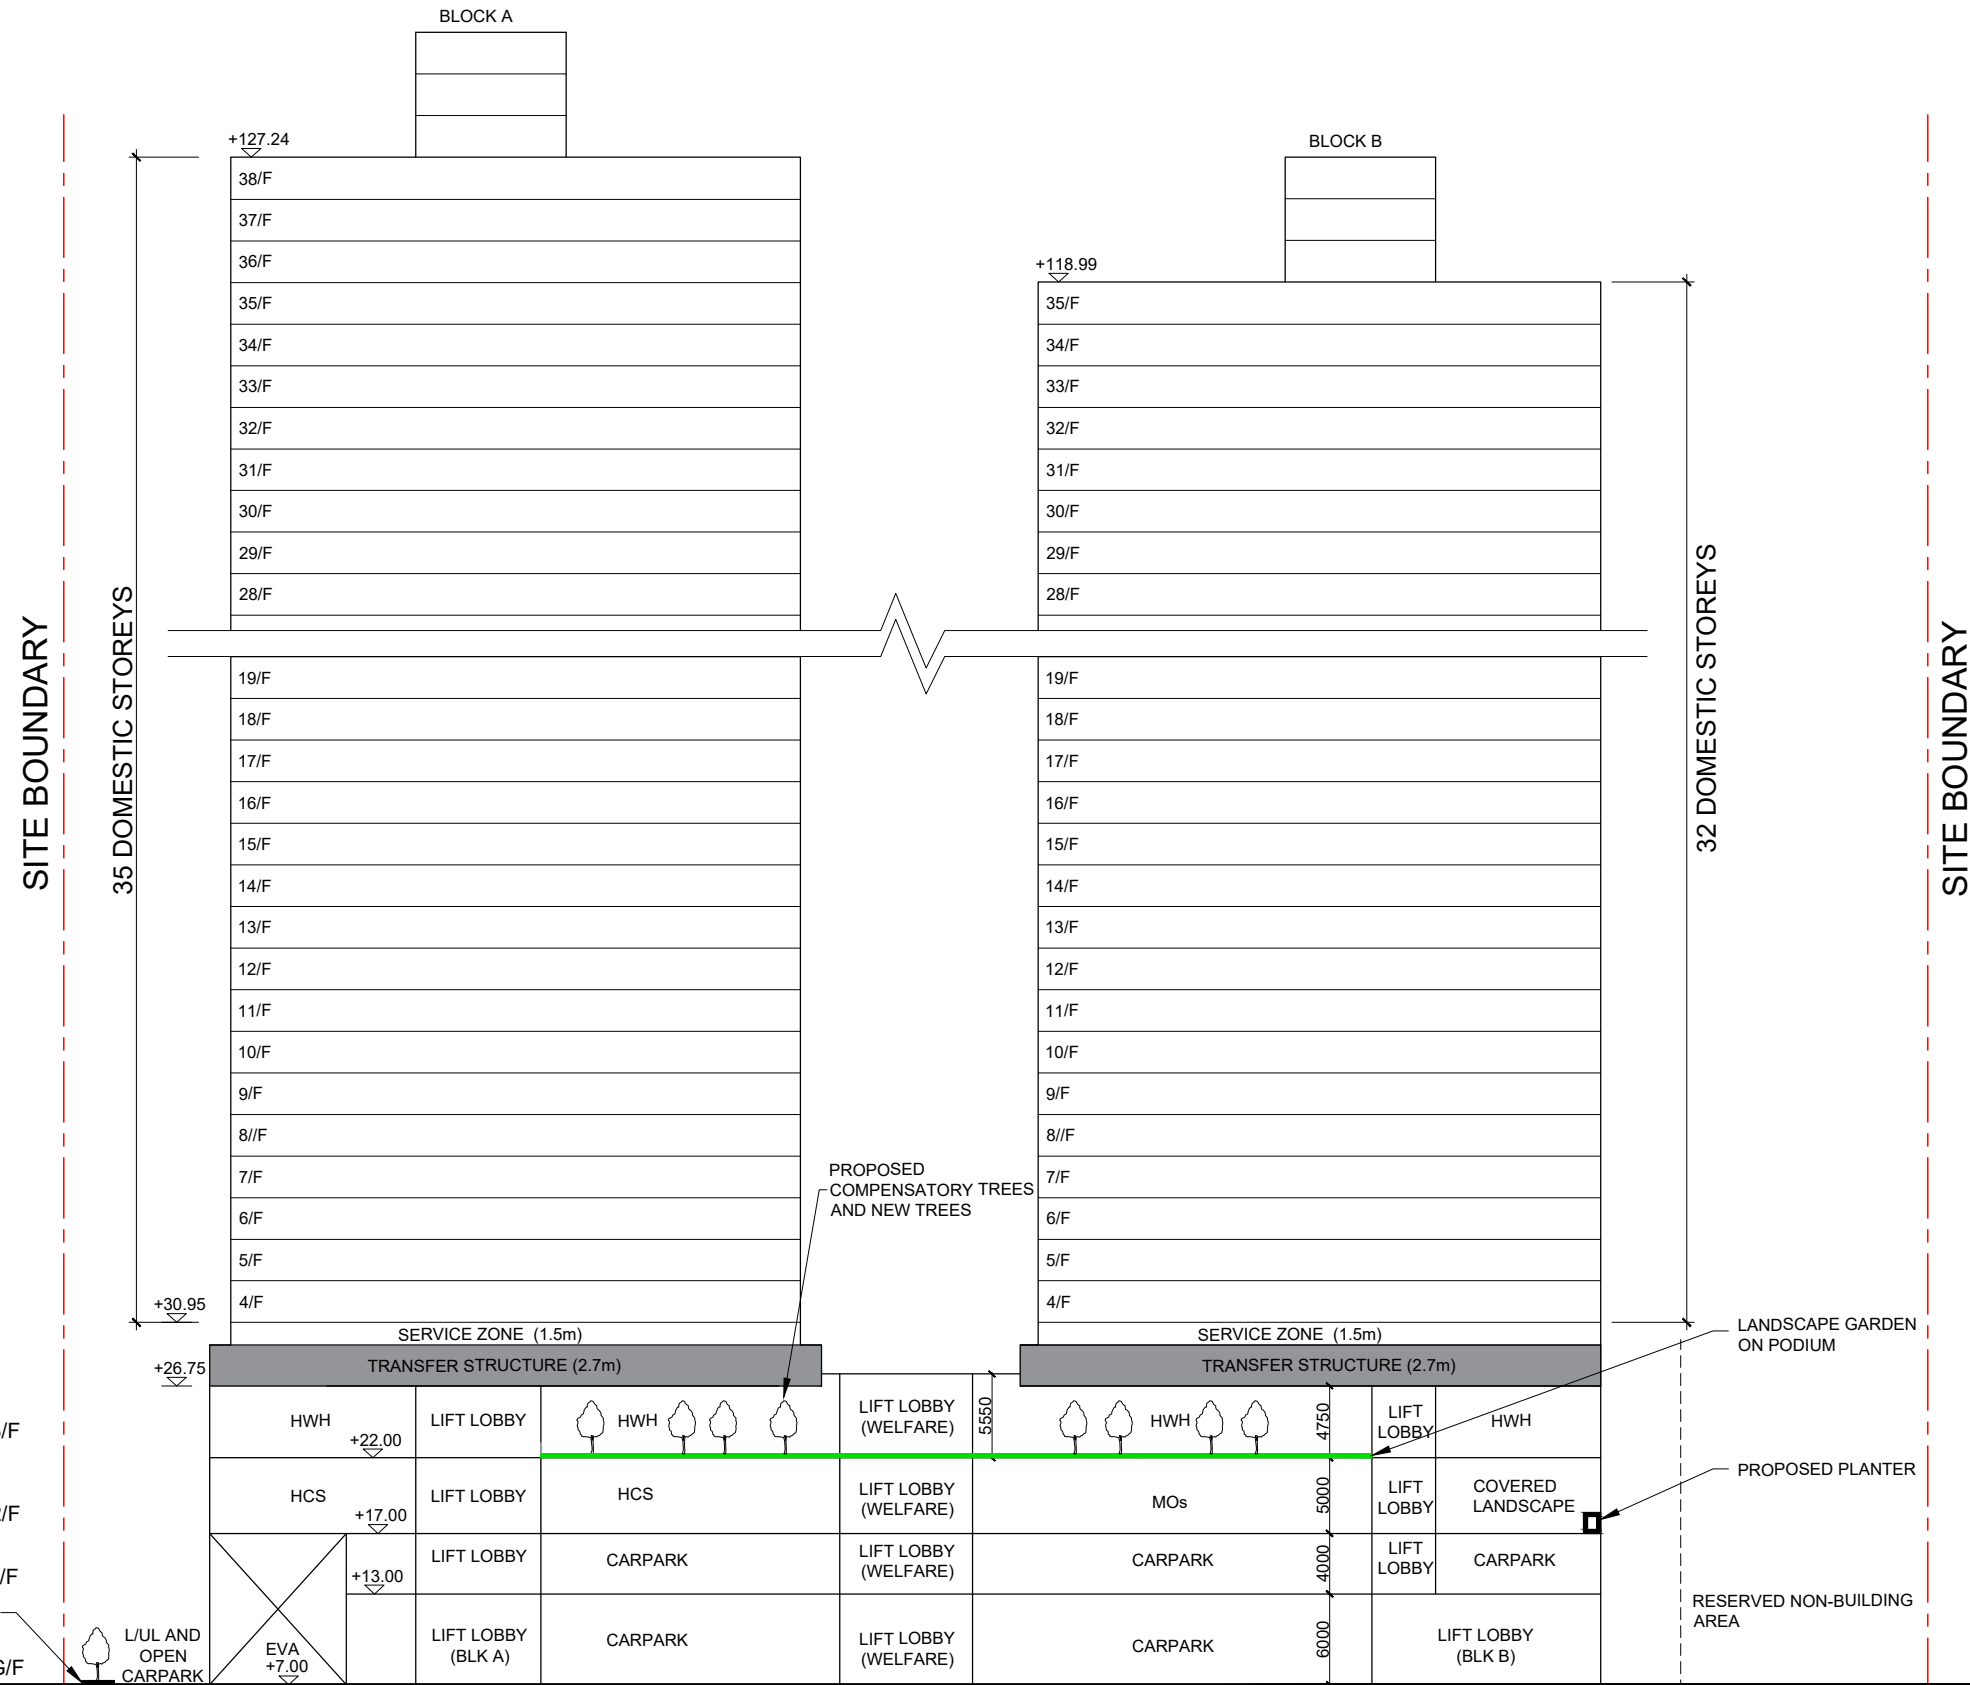 BLOCK A
+127.24
BLOCK B
+118.99
38/F
37/F
36/F
35/F
34/F
33/F
32/F
31/F
30/F
29/F
28/F
19/F
18/F
17/F
16/F
15/F
14/F
13/F
12/F
11/F
10/F
9/F
8//F
7/F
6/F
5/F
4/F
35/F
34/F
33/F
32/F
31/F
30/F
29/F
28/F
19/F
18/F
17/F
16/F
15/F
14/F
13/F
12/F
11/F
10/F
9/F
8//F
7/F
6/F
5/F
4/F
SITE BOUNDARY
35 DOMESTIC STOREYS
32 DOMESTIC STOREYS
SITE BOUNDARY
PROPOSED
COMPENSATORY TREES
AND NEW TREES
+30.95
SERVICE ZONE (1.5m)
SERVICE ZONE (1.5m)
LANDSCAPE GARDEN
ON PODIUM
+26.75
TRANSFER STRUCTURE (2.7m)
TRANSFER STRUCTURE (2.7m)
HWH
+22.00
LIFT LOBBY
HWH
LIFT LOBBY
(WELFARE)
5550
HWH
4750
LIFT
LOBBY
HWH
/F
HCS
+17.00
LIFT LOBBY
HCS
LIFT LOBBY
(WELFARE)
MOs
5000
LIFT
LOBBY
COVERED
LANDSCAPE
PROPOSED PLANTER
/F
+13.00
LIFT LOBBY
CARPARK
LIFT LOBBY
(WELFARE)
CARPARK
4000
LIFT
LOBBY
CARPARK
/F
RESERVED NON-BUILDING
AREA
L/UL AND
OPEN
CARPARK
EVA
+7.00
LIFT LOBBY
(BLK A)
CARPARK
LIFT LOBBY
(WELFARE)
CARPARK
6000
LIFT LOBBY
(BLK B)
G/F